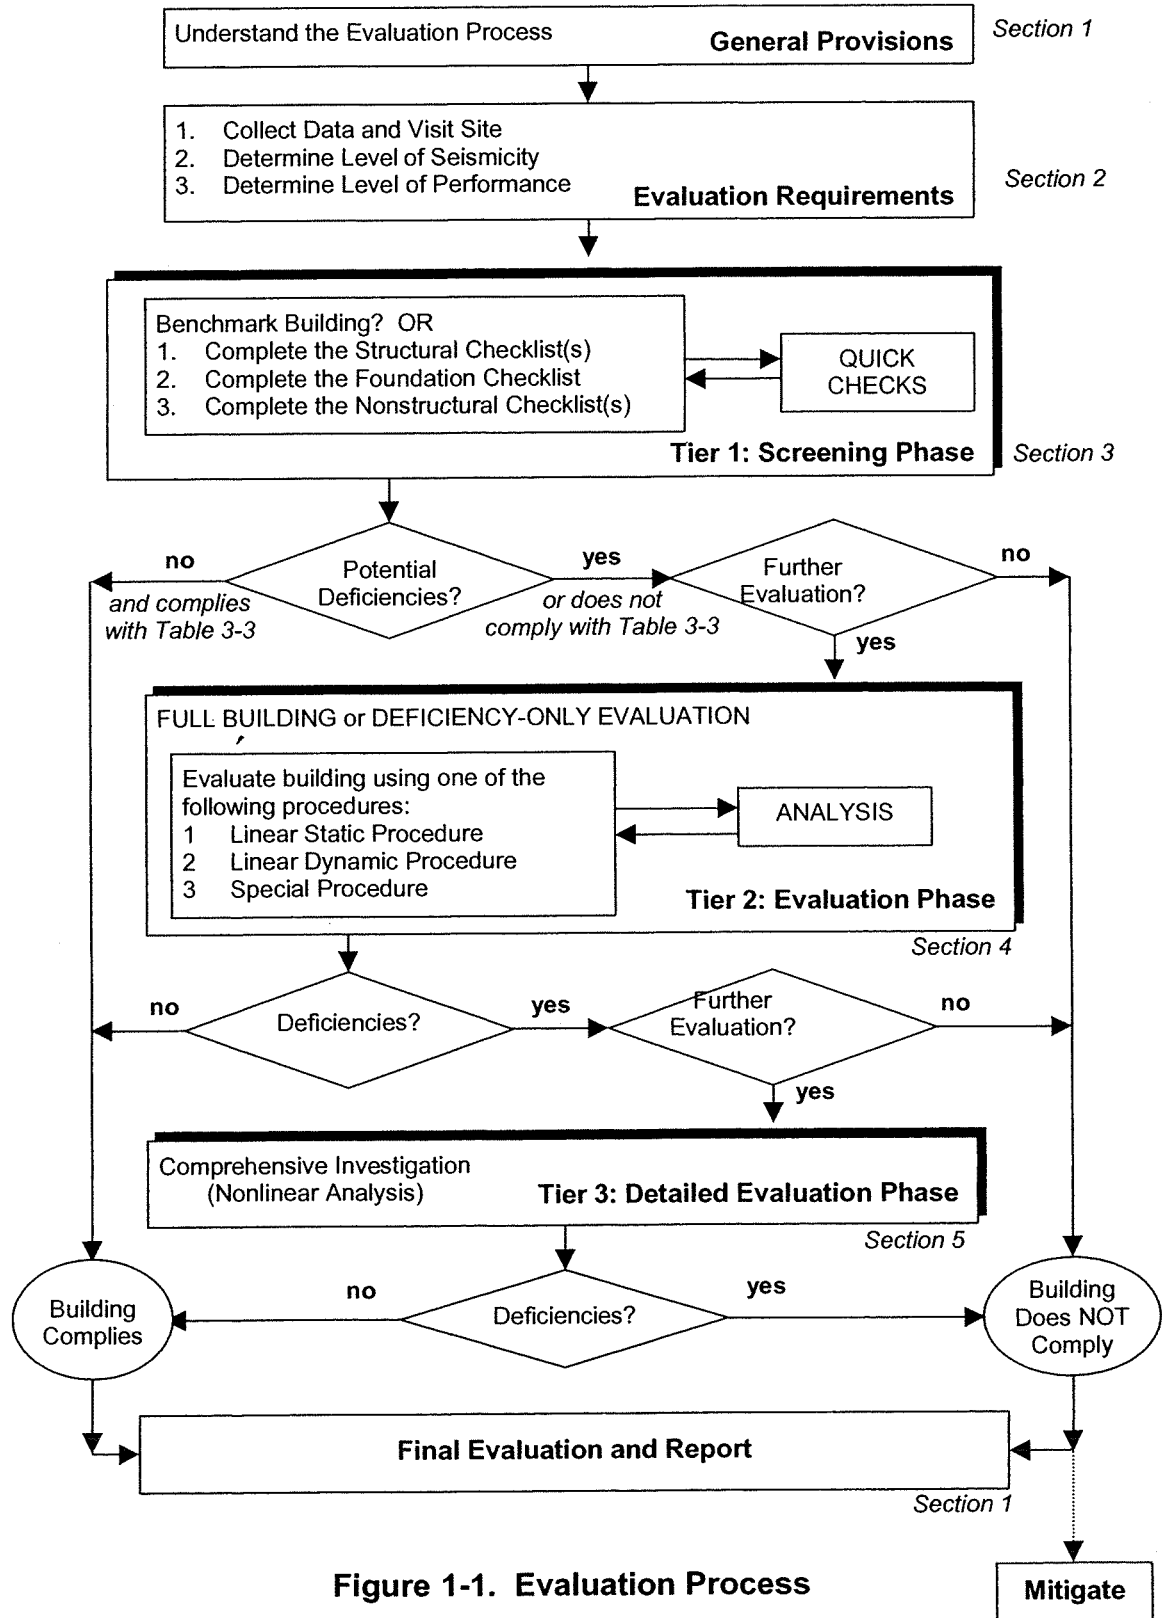 Understand the Evaluation Process
General Provisions
Section 1
1. Collect Data and Visit Site
2. Determine Level of Seismicity
3. Determine Level of Performance
Evaluation Requirements
Section 2
Benchmark Building? OR
1. Complete the Structural Checklist(s)
2. Complete the Foundation Checklist
3. Complete the Nonstructural Checklist(s)
QUICK
CHECKS
Tier 1: Screening Phase
Section 3
no
and complies
with Table 3-3
Potential
Deficiencies?
yes
or does not
comply with Table 3-3
Further
Evaluation?
no
yes
FULL BUILDING or DEFICIENCY-ONLY EVALUATION
Evaluate building using one of the
following procedures:
1 Linear Static Procedure
2 Linear Dynamic Procedure
3 Special Procedure
ANALYSIS
Tier 2: Evaluation Phase
Section 4
no
Deficiencies?
yes
Further
Evaluation?
no
yes
Comprehensive Investigation
(Nonlinear Analysis)
Tier 3: Detailed Evaluation Phase
Section 5
Building
Complies
no
Deficiencies?
yes
Building
Does NOT
Comply
Final Evaluation and Report
Section 1
Figure 1-1. Evaluation Process
Mitigate